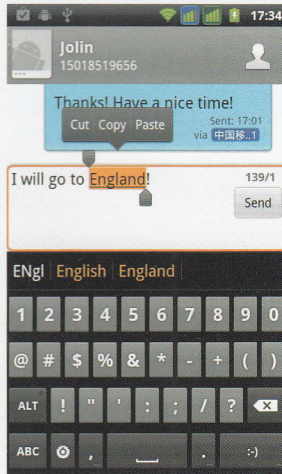 17:34
Jolin
15018519656
Thanks! Have a nice time!
Cut Copy Paste
Sent: 17:01
via 中国移..1
I will go to England!
139/1
Send
ENgl English England
1 2 3 4 5 6 7 8 9 0
@ # $ % & * - + ( )
ALT ! " ' : ; / ?
ABC , . :-)